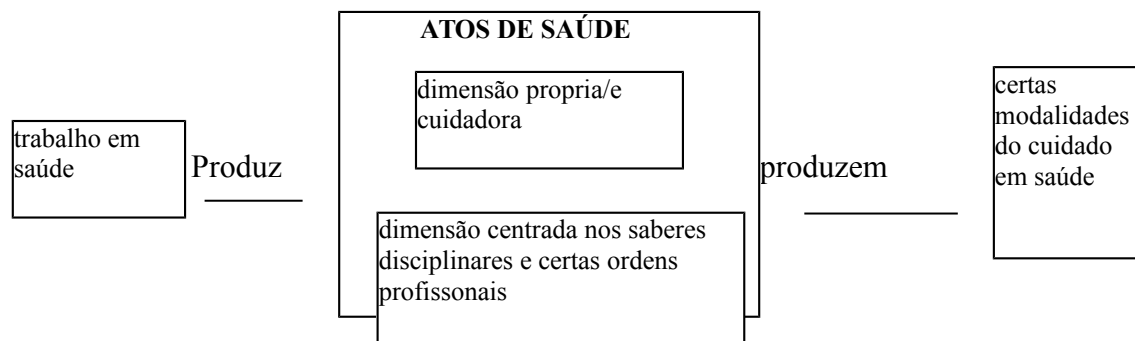 trabalho em
saúde
Produz
ATOS DE SAÚDE
dimensão propria/e
cuidadora
dimensão centrada nos saberes
disciplinares e certas ordens
profissonais
produzem
certas
modalidades
do cuidado
em saúde